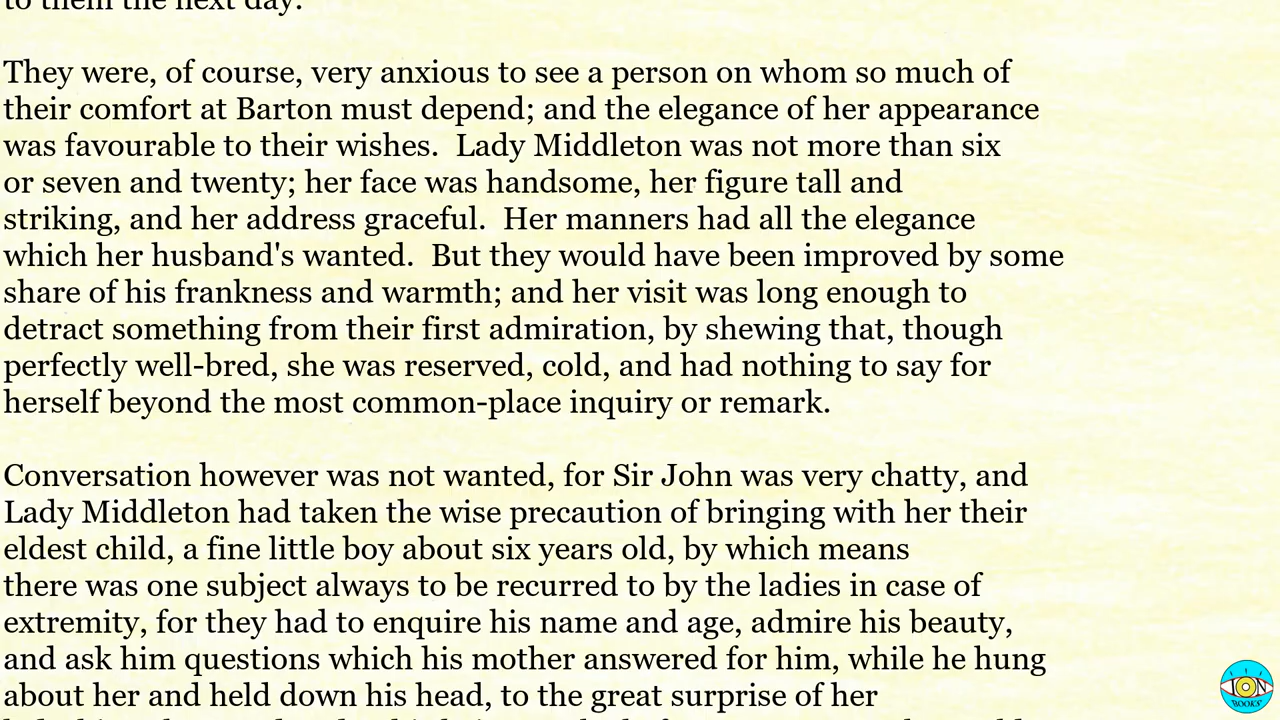 to them the next day.
They were, of course, very anxious to see a person on whom so much of
their comfort at Barton must depend; and the elegance of her appearance
was favourable to their wishes.  Lady Middleton was not more than six
or seven and twenty; her face was handsome, her figure tall and
striking, and her address graceful.  Her manners had all the elegance
which her husband's wanted.  But they would have been improved by some
share of his frankness and warmth; and her visit was long enough to
detract something from their first admiration, by shewing that, though
perfectly well-bred, she was reserved, cold, and had nothing to say for
herself beyond the most common-place inquiry or remark.
Conversation however was not wanted, for Sir John was very chatty, and
Lady Middleton had taken the wise precaution of bringing with her their
eldest child, a fine little boy about six years old, by which means
there was one subject always to be recurred to by the ladies in case of
extremity, for they had to enquire his name and age, admire his beauty,
and ask him questions which his mother answered for him, while he hung
about her and held down his head, to the great surprise of her
ION
BOOKS